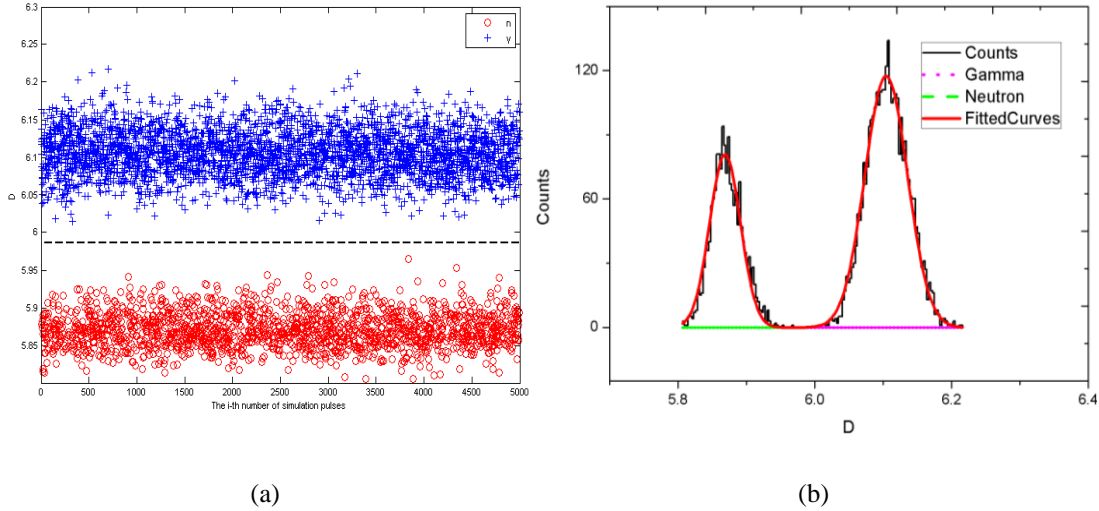 6.3
6.25
6.2
6.15
6.1
6.05
6
5.95
5.9
5.85
D
n
γ
0 500 1000 1500 2000 2500 3000 3500 4000 4500 5000
The i-th number of simulation pulses
(a)
120
60
0
Counts
Counts
Gamma
Neutron
FittedCurves
5.8 6.0 6.2 6.4
D
(b)